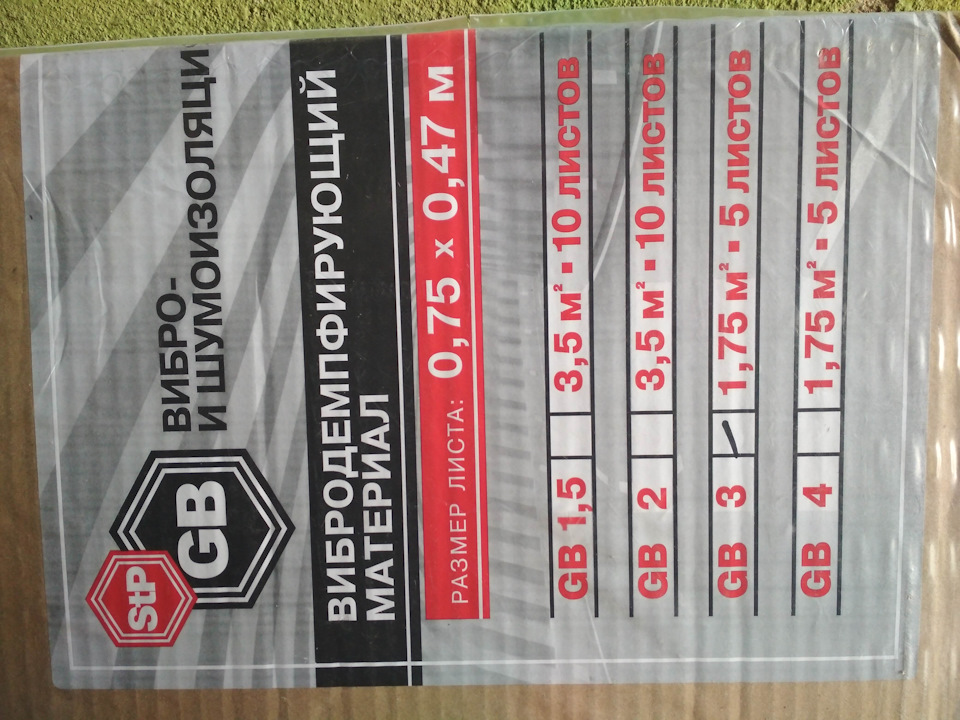 StP
GB
ВИБРО-
И ШУМОИЗОЛЯЦИ
ВИБРОДЕМПФИРУЮЩИЙ
МАТЕРИАЛ
РАЗМЕР ЛИСТА: 0,75 х 0,47 м
GB 1,5 3,5 м² ▪ 10 ЛИСТОВ
GB 2 3,5 м² ▪ 10 ЛИСТОВ
GB 3 1,75 м² ▪ 5 ЛИСТОВ
GB 4 1,75 м² ▪ 5 ЛИСТОВ